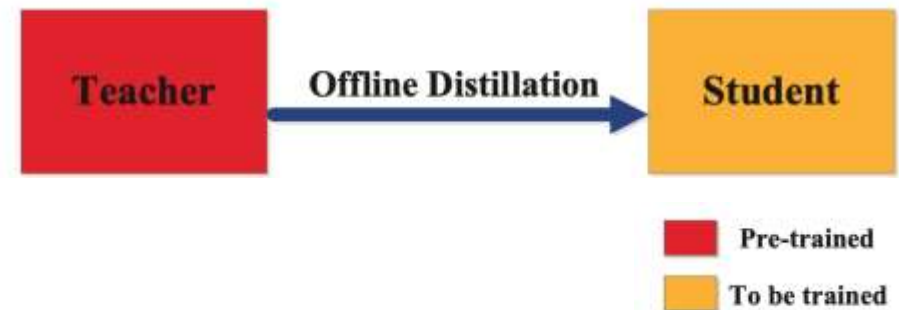 Teacher
Offline Distillation
Student
Pre-trained
To be trained